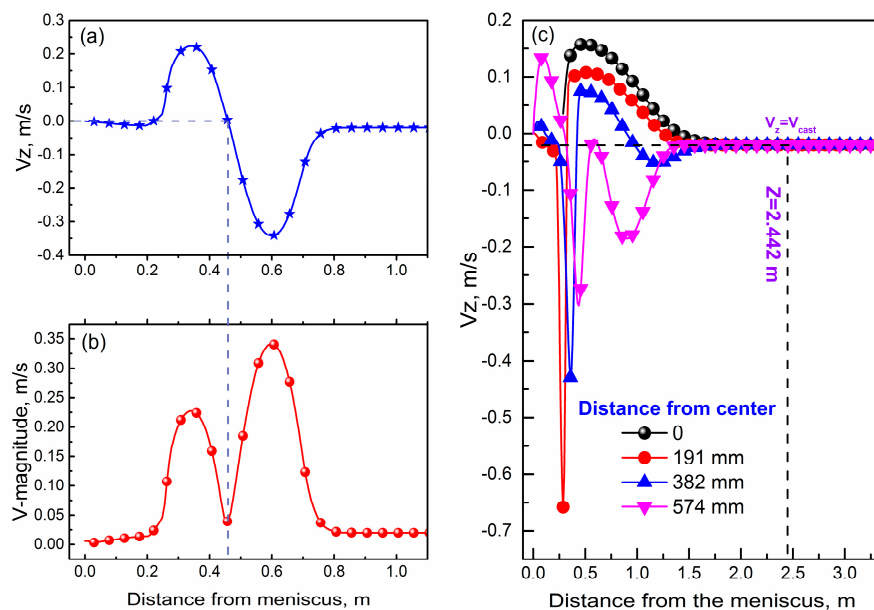 (a)
0.3
0.2
0.1
0.0
-0.1
-0.2
-0.3
-0.4
Vz, m/s
0.0 0.2 0.4 0.6 0.8 1.0
(b)
0.35
0.30
0.25
0.20
0.15
0.10
0.05
0.00
V-magnitude, m/s
0.0 0.2 0.4 0.6 0.8 1.0
Distance from meniscus, m
(c)
0.2
0.1
0.0
-0.1
-0.2
-0.3
-0.4
-0.5
-0.6
-0.7
Vz, m/s
Vz=Vcast
Z=2.442 m
Distance from center
0
191 mm
382 mm
574 mm
0.0 0.5 1.0 1.5 2.0 2.5 3.0
Distance from the meniscus, m